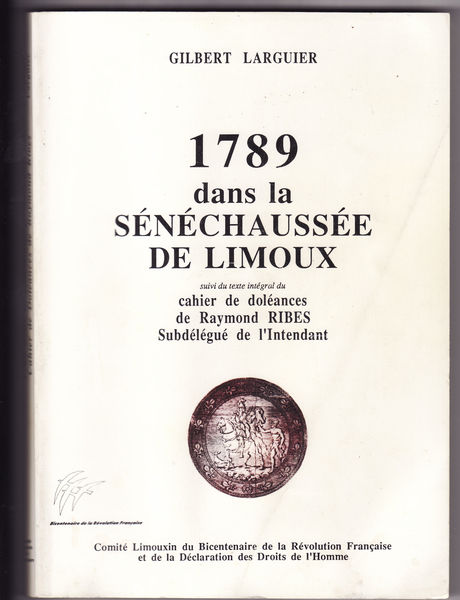 GILBERT LARGUIER
1789
dans la
SÉNÉCHAUSSÉE
DE LIMOUX
suivi du texte intégral du
cahier de doléances
de Raymond RIBES
Subdélégué de l'Intendant
Bicentenaire de la Révolution Française
Comité Limouxin du Bicentenaire de la Révolution Française
et de la Déclaration des Droits de l'Homme